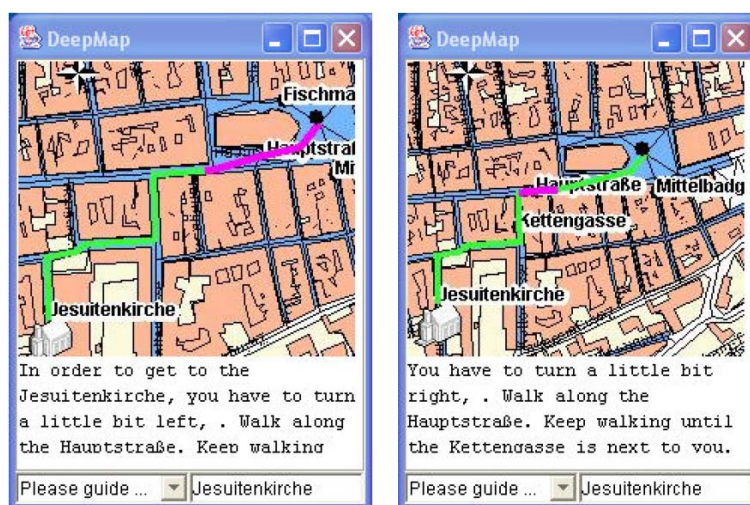 DeepMap
Fischma
Hauptstraf
Mi
Jesuitenkirche
In order to get to the
Jesuitenkirche, you have to turn
a little bit left, . Walk along
the Hauptstraße. Keep walking
Please guide ...
Jesuitenkirche
DeepMap
Hauptstraße
Mittelbadg
Kettengasse
Jesuitenkirche
You have to turn a little bit
right, . Walk along the
Hauptstraße. Keep walking until
the Kettengasse is next to you.
Please guide ...
Jesuitenkirche